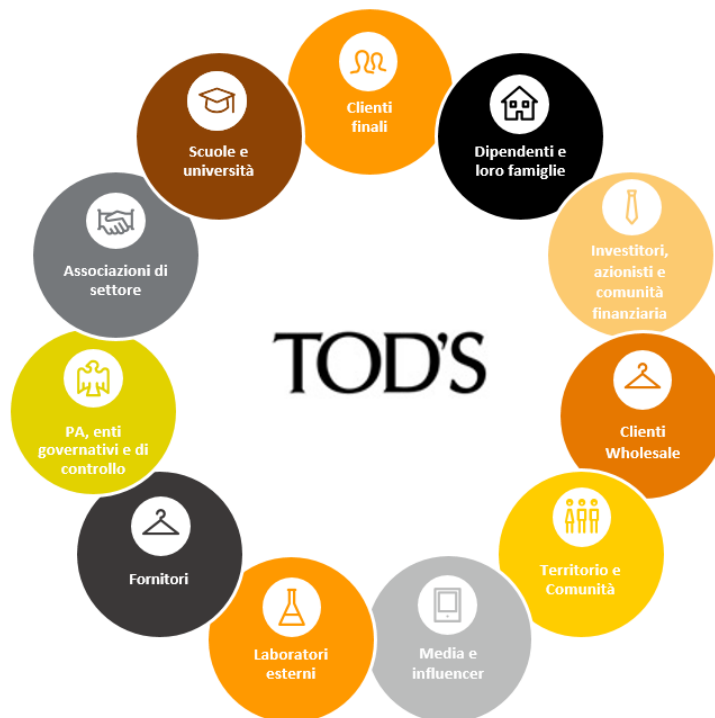 Clienti
finali
Dipendenti e
loro famiglie
Investitori,
azionisti e
comunità
finanziaria
Clienti
Wholesale
Territorio e
Comunità
Media e
influencer
Laboratori
esterni
Fornitori
PA, enti
governativi e di
controllo
Associazioni di
settore
Scuole e
università
TOD'S